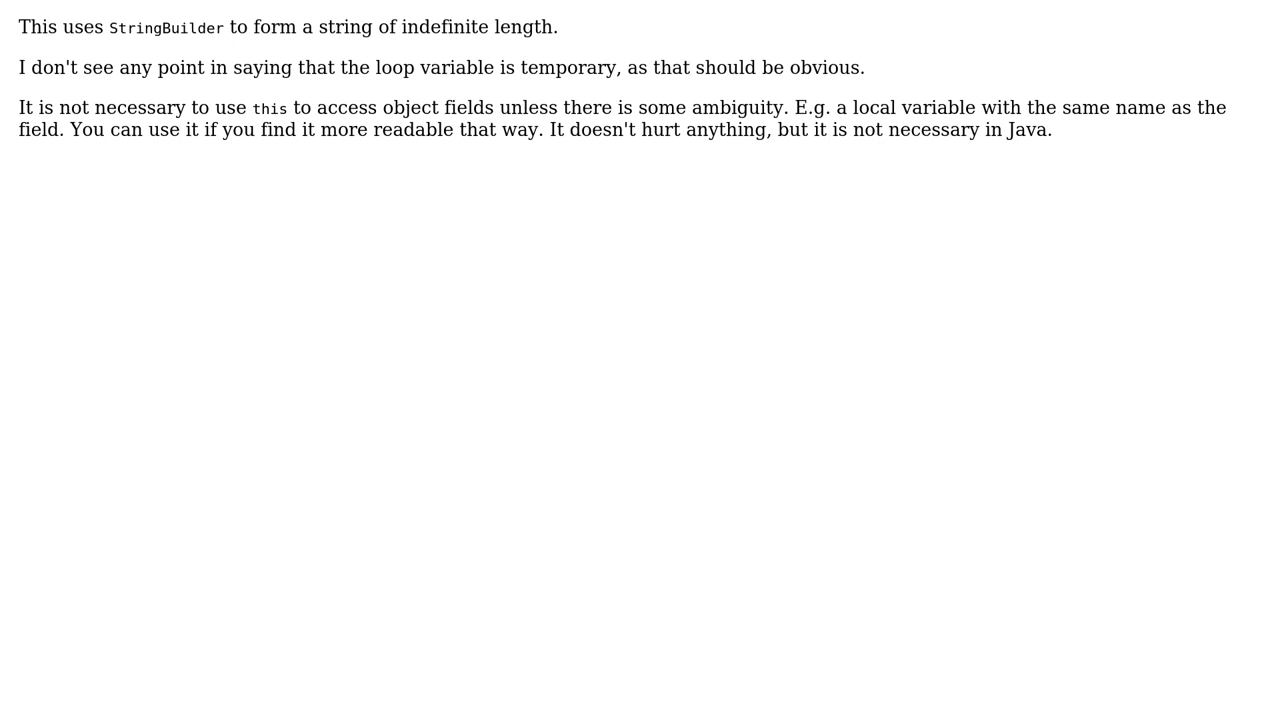 This uses StringBuilder to form a string of indefinite length.
I don't see any point in saying that the loop variable is temporary, as that should be obvious.
It is not necessary to use this to access object fields unless there is some ambiguity. E.g. a local variable with the same name as the
field. You can use it if you find it more readable that way. It doesn't hurt anything, but it is not necessary in Java.